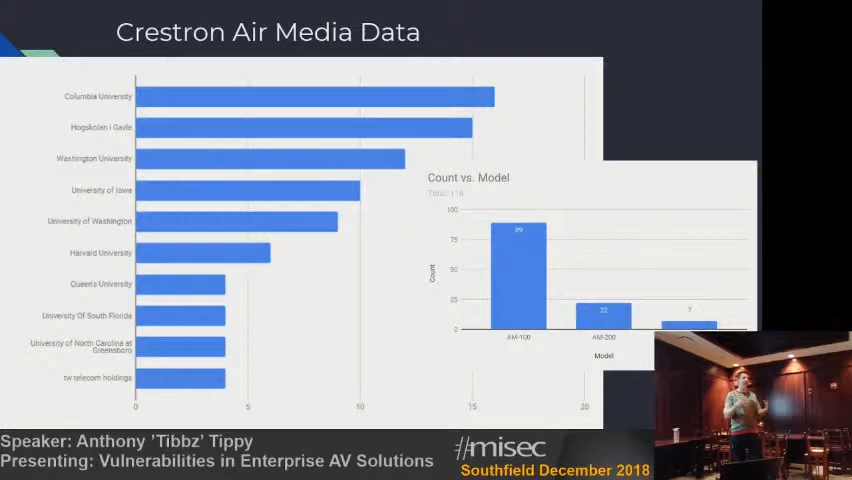 Crestron Air Media Data
Columbia University
Hogskolan i Gavle
Washington University
University of Iowa
University of Washington
Harvard University
Queen's University
University Of South Florida
University of North Carolina at
Greensboro
tw telecom holdings
0
5
10
15
20
Count vs. Model
Total: 118
100
75
50
25
0
Count
89
22
7
AM-100
AM-200
Model
Speaker: Anthony 'Tibbz' Tippy
Presenting: Vulnerabilities in Enterprise AV Solutions
//misec
Southfield December 2018